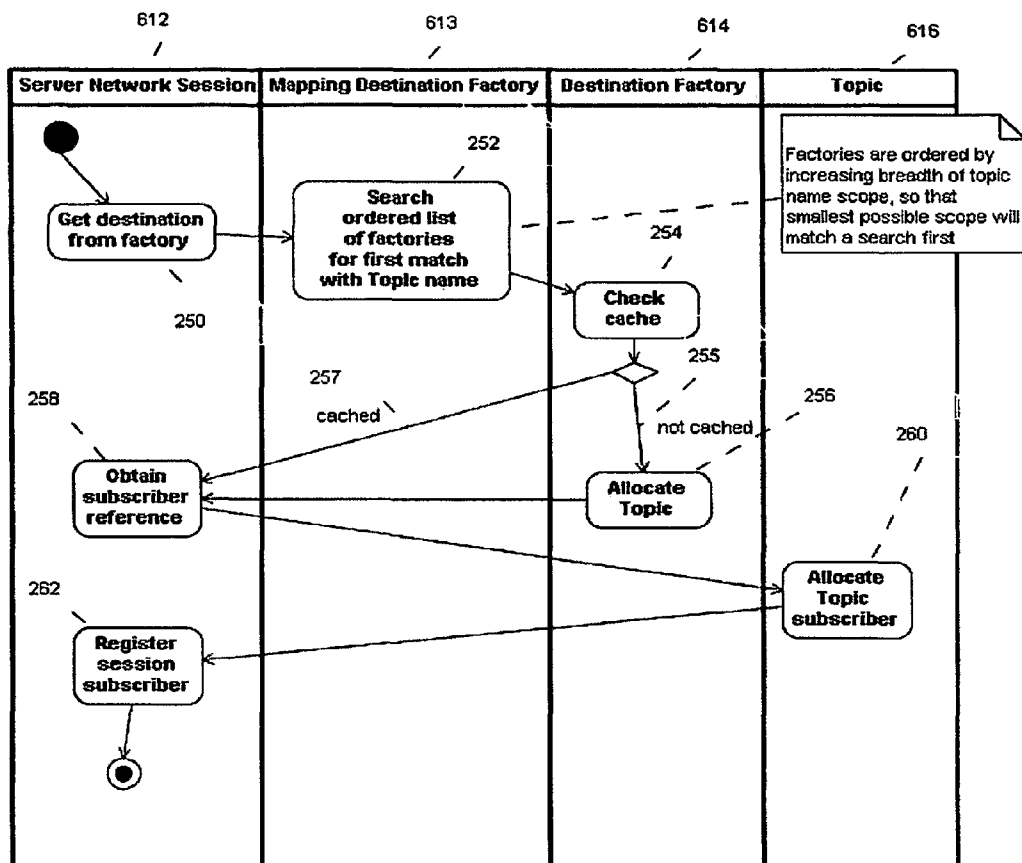 612
613
614
616
Server Network Session
Mapping Destination Factory
Destination Factory
Topic
252
Factories are ordered by
increasing breadth of topic
name scope, so that
smallest possible scope will
match a search first
Search
ordered list
of factories
for first match
with Topic name
Get destination
from factory
254
Check
cache
250
255
257
cached
258
256
not cached
260
Obtain
subscriber
reference
Allocate
Topic
262
Allocate
Topic
subscriber
Register
session
subscriber